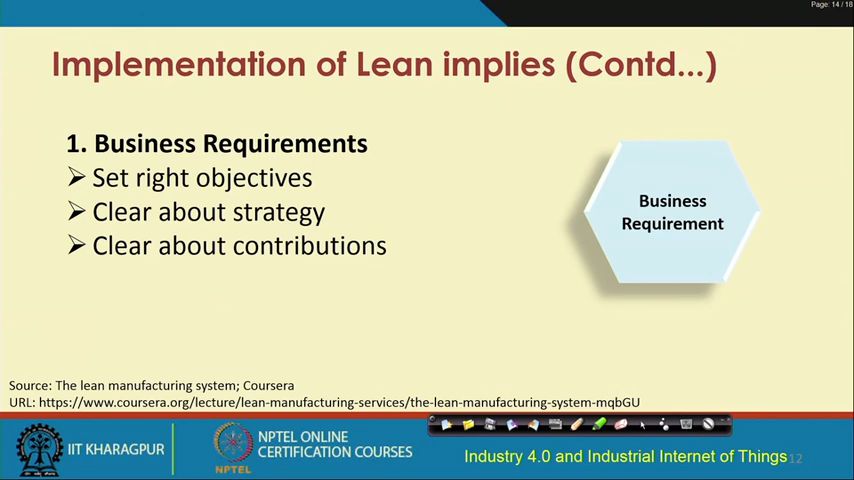 Page: 14 / 18
Implementation of Lean implies (Contd...)
1. Business Requirements
Set right objectives
Clear about strategy
Clear about contributions
Business
Requirement
Source: The lean manufacturing system; Coursera
URL: https://www.coursera.org/lecture/lean-manufacturing-services/the-lean-manufacturing-system-mqbGU
IIT KHARAGPUR
NPTEL
NPTEL ONLINE
CERTIFICATION COURSES
Industry 4.0 and Industrial Internet of Things
12